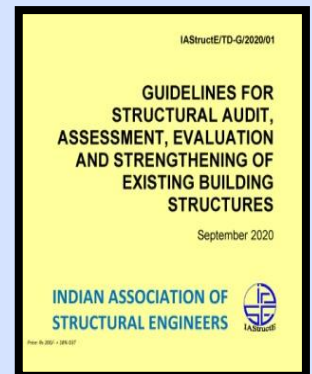 IAStructE/TD-G/2020/01
GUIDELINES FOR
STRUCTURAL AUDIT,
ASSESSMENT, EVALUATION
AND STRENGTHENING OF
EXISTING BUILDING
STRUCTURES
September 2020
INDIAN ASSOCIATION OF
STRUCTURAL ENGINEERS
IAStructE